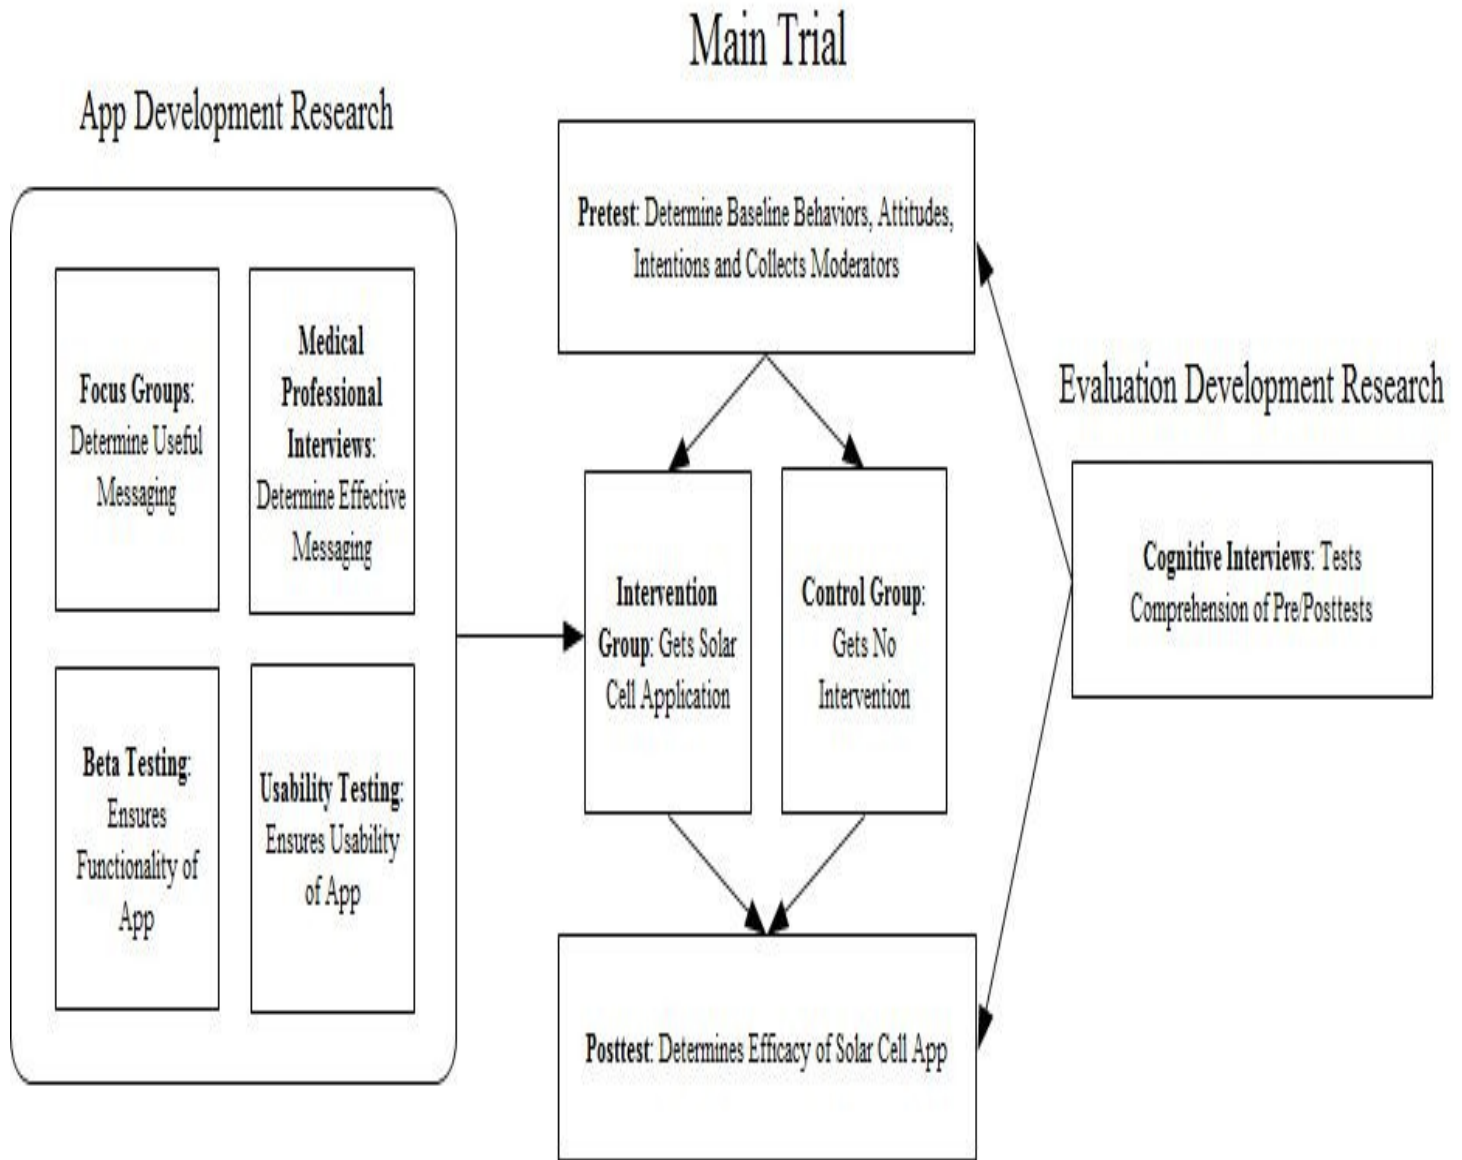 Main Trial
App Development Research
Focus Groups:
Determine Useful
Messaging
Medical
Professional
Interviews:
Determine Effective
Messaging
Beta Testing:
Ensures
Functionality of
App
Usability Testing:
Ensures Usability
of App
Pretest: Determine Baseline Behaviors, Attitudes,
Intentions and Collects Moderators
Intervention
Group: Gets Solar
Cell Application
Control Group:
Gets No
Intervention
Posttest: Determines Efficacy of Solar Cell App
Evaluation Development Research
Cognitive Interviews: Tests
Comprehension of Pre/Posttests